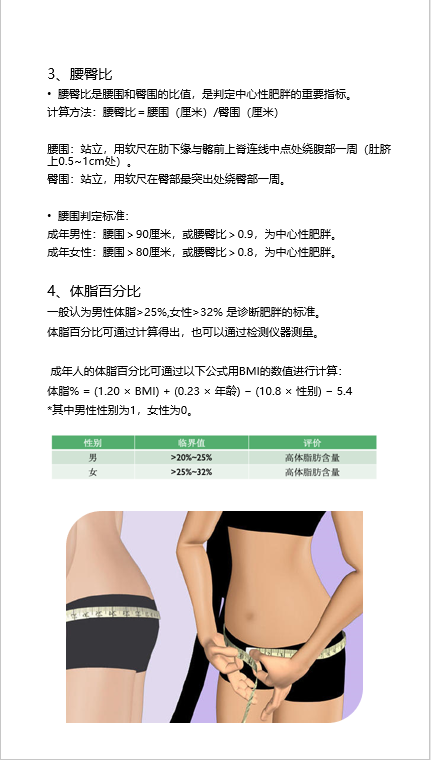 3、腰臀比
• 腰臀比是腰围和臀围的比值，是判定中心性肥胖的重要指标。
计算方法：腰臀比＝腰围（厘米）/臀围（厘米）
腰围：站立，用软尺在肋下缘与髂前上脊连线中点处绕腹部一周（肚脐
上0.5~1cm处）。
臀围：站立，用软尺在臀部最突出处绕臀部一周。
• 腰围判定标准：
成年男性：腰围＞90厘米，或腰臀比＞0.9，为中心性肥胖。
成年女性：腰围＞80厘米，或腰臀比＞0.8，为中心性肥胖。
4、体脂百分比
一般认为男性体脂>25%,女性>32% 是诊断肥胖的标准。
体脂百分比可通过计算得出，也可以通过检测仪器测量。
成年人的体脂百分比可通过以下公式用BMI的数值进行计算：
体脂% = (1.20 × BMI) + (0.23 × 年龄) − (10.8 × 性别) − 5.4
*其中男性性别为1，女性为0。
性别 临界值 评价
男 >20%~25% 高体脂肪含量
女 >25%~32% 高体脂肪含量